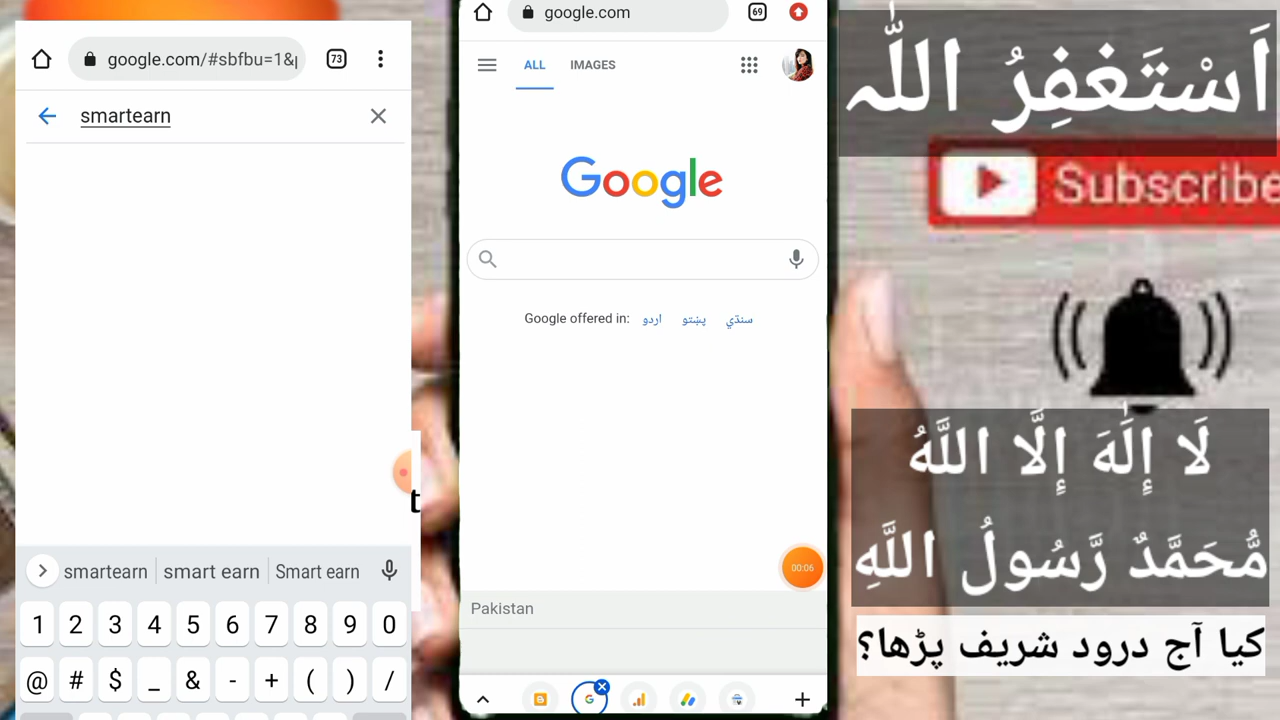 google.com/#sbfbu=1&
73
smartearn
t
smartearn
smart earn
Smart earn
1 2 3 4 5 6 7 8 9 0
@ # $ _ & - + ( ) /
google.com
69
ALL
IMAGES
Google
Google offered in: اردو پښتو سنڌي
00:06
Pakistan
اَسْتَغْفِرُ اللّٰہ
Subscribe
لَا إِلَٰهَ إِلَّا اللَّهُ
مُّحَمَّدٌ رَّسُولُ اللَّهِ
کیا آج درود شریف پڑھا؟